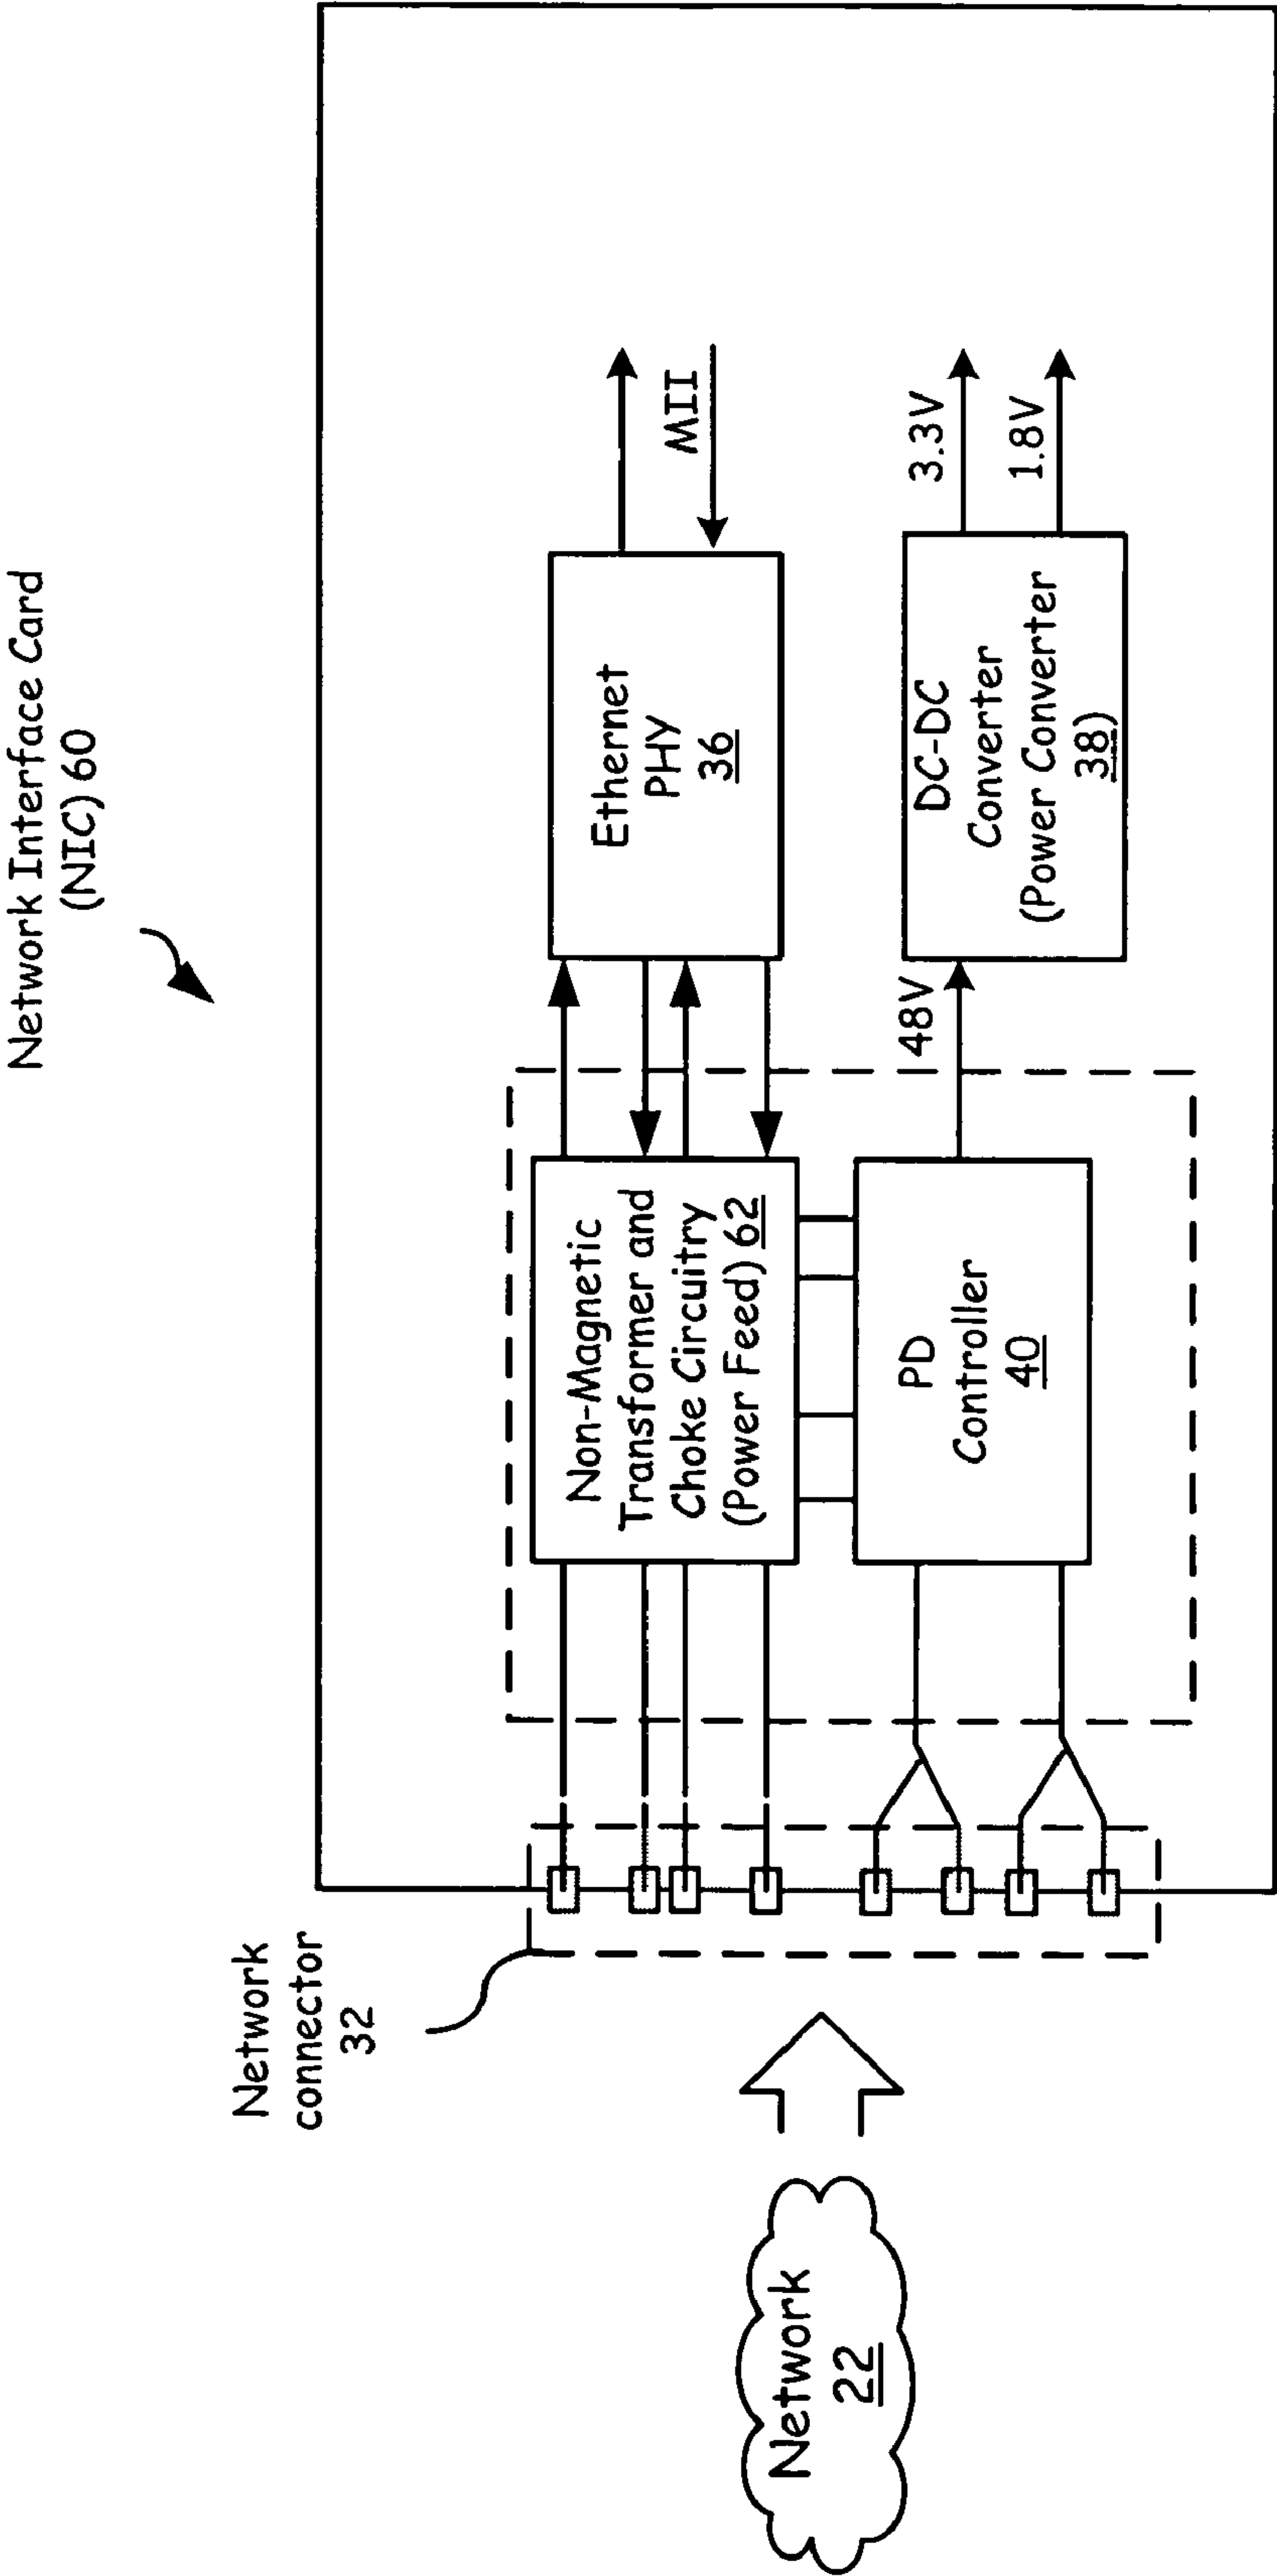 Network Interface Card
(NIC) 60
Network
connector
32
Network
22
Non-Magnetic
Transformer and
Choke Circuitry
(Power Feed) 62
PD
Controller
40
Ethernet
PHY
36
MII
48V
DC-DC
Converter
(Power Converter
38)
3.3V
1.8V